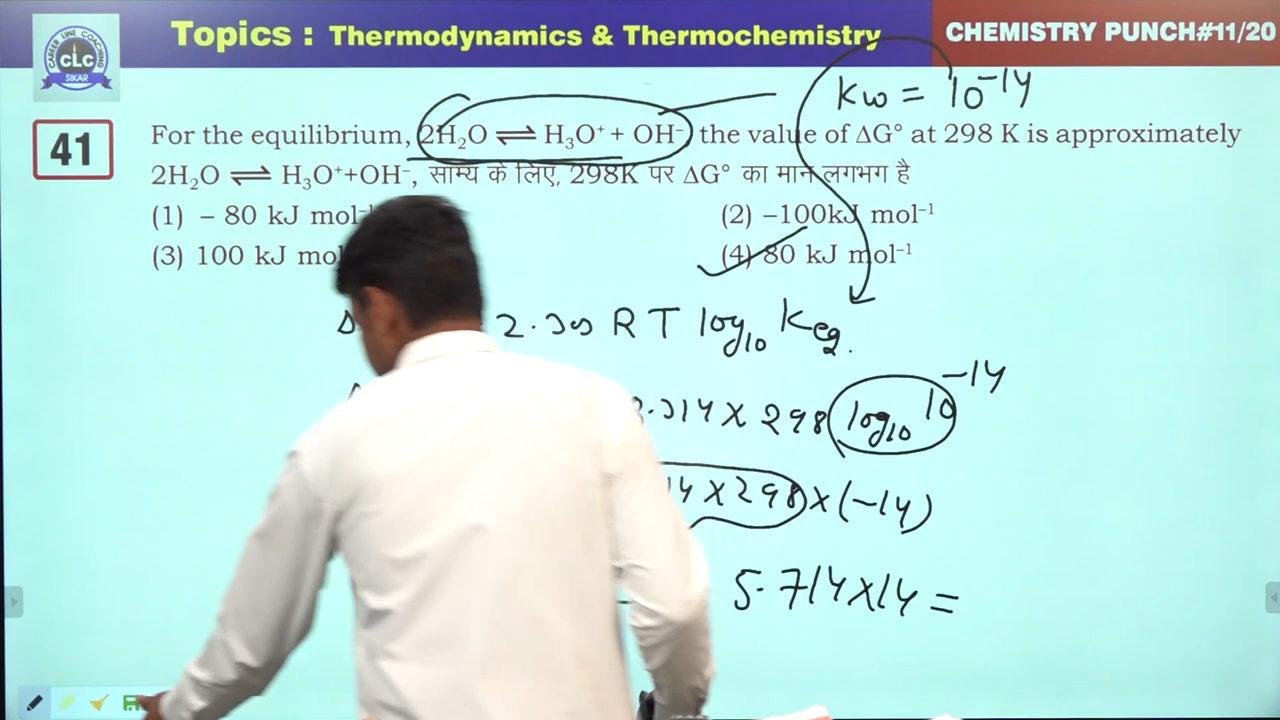 Topics : Thermodynamics & Thermochemistry
CHEMISTRY PUNCH#11/20
CAREER LINE COACHING
CLC
SIKAR
Kw = 10⁻¹⁴
41
For the equilibrium, 2H₂O ⇌ H₃O⁺ + OH⁻ the value of ΔG° at 298 K is approximately
2H₂O ⇌ H₃O⁺+OH⁻, साम्य के लिए, 298K पर ΔG° का मान लगभग है
(1) – 80 kJ mol⁻
(2) –100kJ mol⁻¹
(3) 100 kJ mol
(4) 80 kJ mol⁻¹
2.303 R T log₁₀ Keq.
8.314 X 298 log₁₀ 10⁻¹⁴
14 X 298 X (-14)
5.714X14 =